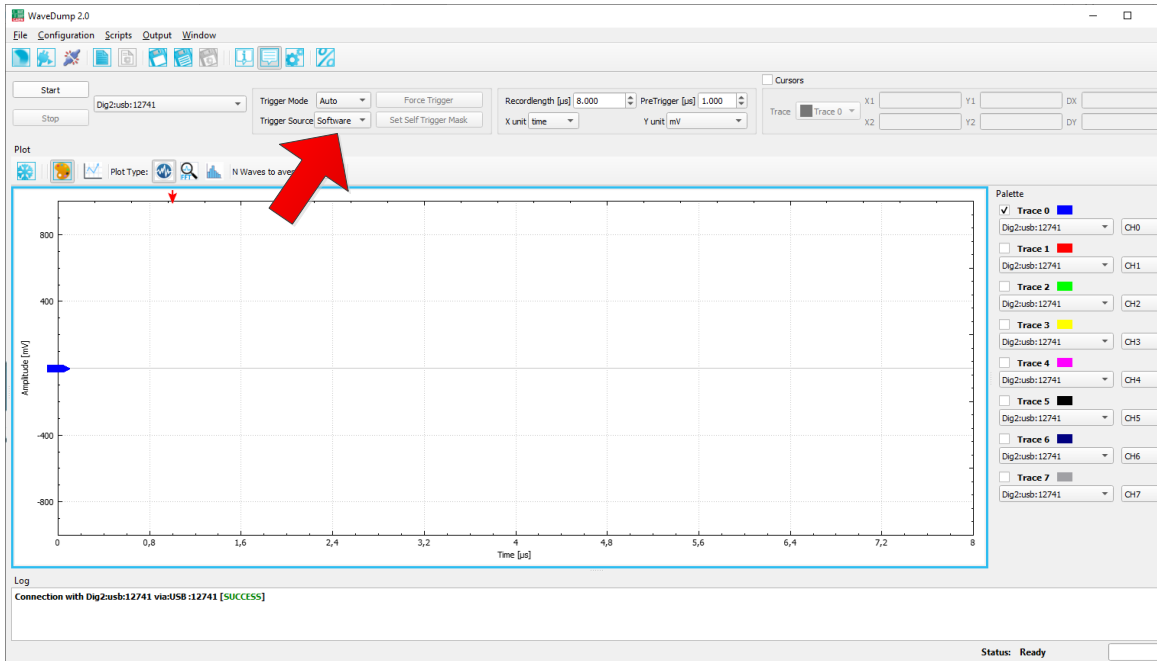 WaveDump 2.0
File Configuration Scripts Output Window
Start
Stop
Dig2:usb:12741
Trigger Mode Auto Force Trigger
Trigger Source Software Set Self Trigger Mask
Recordlength [µs] 8.000 PreTrigger [µs] 1.000
X unit time Y unit mV
Cursors
Trace Trace 0
X1 Y1 DX
X2 Y2 DY
Plot
Plot Type: FFT N Waves to
800
400
-400
-800
Amplitude [mV]
0 0,8 1,6 2,4 3,2 4 4,8 5,6 6,4 7,2 8
Time [µs]
Palette
Trace 0
Dig2:usb:12741 CH0
Trace 1
Dig2:usb:12741 CH1
Trace 2
Dig2:usb:12741 CH2
Trace 3
Dig2:usb:12741 CH3
Trace 4
Dig2:usb:12741 CH4
Trace 5
Dig2:usb:12741 CH5
Trace 6
Dig2:usb:12741 CH6
Trace 7
Dig2:usb:12741 CH7
Log
Connection with Dig2:usb:12741 via:USB :12741 [SUCCESS]
Status: Ready